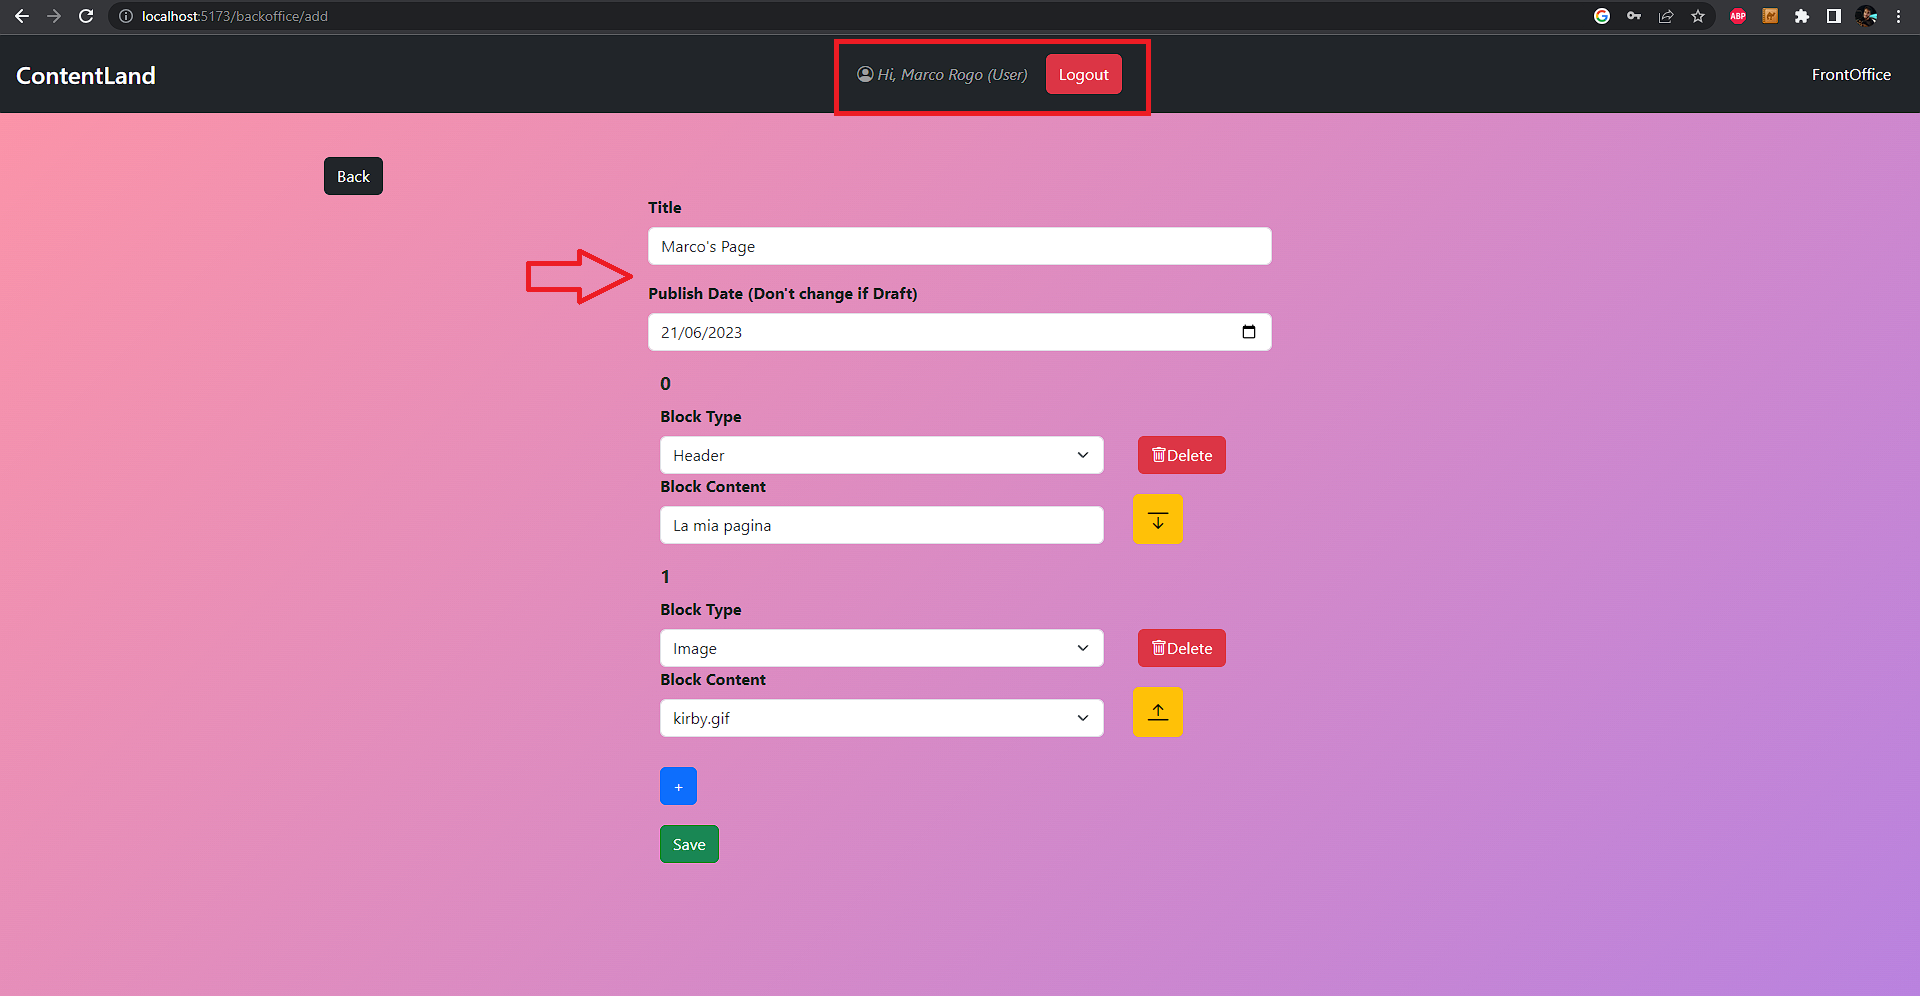 localhost:5173/backoffice/add
ABP
ContentLand
Hi, Marco Rogo (User)
Logout
FrontOffice
Back
Title
Marco's Page
Publish Date (Don't change if Draft)
21/06/2023
0
Block Type
Header
Delete
Block Content
La mia pagina
1
Block Type
Image
Delete
Block Content
kirby.gif
+
Save